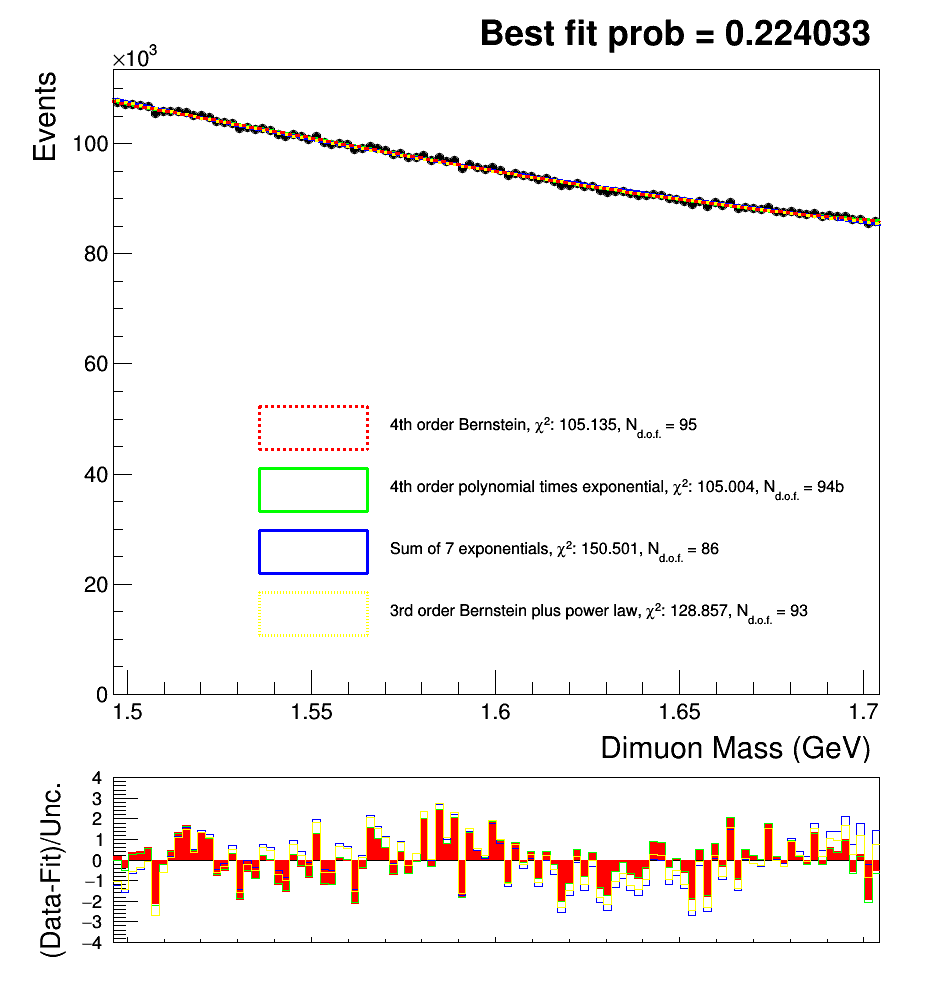 Best fit prob = 0.224033
×10³
Events
100
80
60
40
20
0
4th order Bernstein, χ²: 105.135, N_d.o.f. = 95
4th order polynomial times exponential, χ²: 105.004, N_d.o.f. = 94b
Sum of 7 exponentials, χ²: 150.501, N_d.o.f. = 86
3rd order Bernstein plus power law, χ²: 128.857, N_d.o.f. = 93
1.5 1.55 1.6 1.65 1.7
Dimuon Mass (GeV)
(Data-Fit)/Unc.
4
3
2
1
0
−1
−2
−3
−4